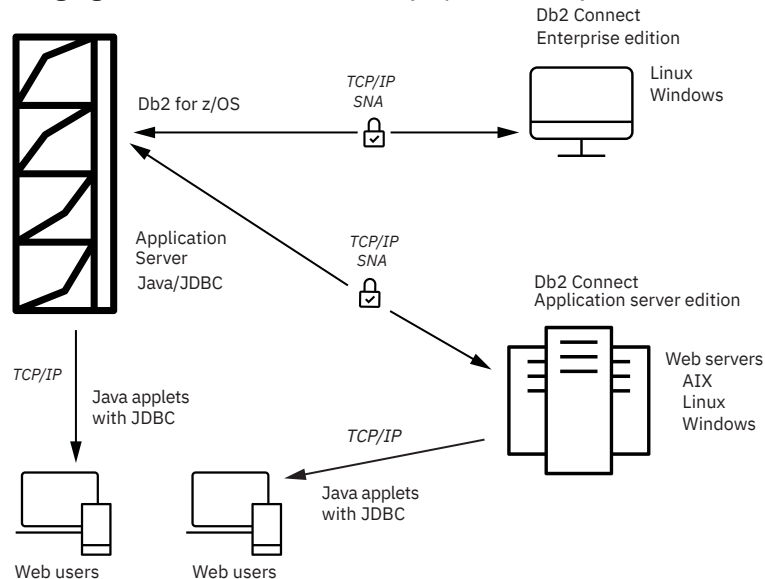 Db2 Connect
Enterprise edition
Linux
Windows
TCP/IP
SNA
Db2 for z/OS
Application
Server
Java/JDBC
TCP/IP
SNA
Db2 Connect
Application server edition
Web servers
AIX
Linux
Windows
TCP/IP
Java applets
with JDBC
TCP/IP
Java applets
with JDBC
Web users
Web users